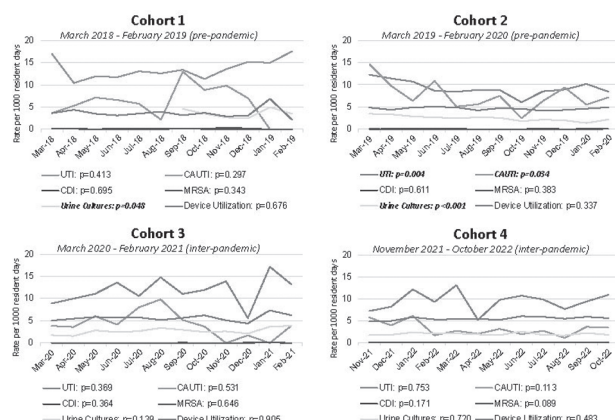 Cohort 1
March 2018 - February 2019 (pre-pandemic)
Rate per 1000 resident days
20
15
10
5
0
Mar-18
Apr-18
May-18
Jun-18
Jul-18
Aug-18
Sep-18
Oct-18
Nov-18
Dec-18
Jan-19
Feb-19
UTI: p=0.413 CAUTI: p=0.297
CDI: p=0.695 MRSA: p=0.343
Urine Cultures: p<0.048 Device Utilization: p=0.676
Cohort 2
March 2019 - February 2020 (pre-pandemic)
Rate per 1000 resident days
20
15
10
5
0
Mar-19
Apr-19
May-19
Jun-19
Jul-19
Aug-19
Sep-19
Oct-19
Nov-19
Dec-19
Jan-20
Feb-20
UTI: p=0.004 CAUTI: p=0.034
CDI: p=0.611 MRSA: p=0.383
Urine Cultures: p<0.001 Device Utilization: p=0.337
Cohort 3
March 2020 - February 2021 (inter-pandemic)
Rate per 1000 resident days
20
15
10
5
0
Mar-20
Apr-20
May-20
Jun-20
Jul-20
Aug-20
Sep-20
Oct-20
Nov-20
Dec-20
Jan-21
Feb-21
UTI: p=0.369 CAUTI: p=0.531
CDI: p=0.364 MRSA: p=0.646
Urine Cultures: p=0.139 Device Utilization: p=0.905
Cohort 4
November 2021 - October 2022 (inter-pandemic)
Rate per 1000 resident days
20
15
10
5
0
Nov-21
Dec-21
Jan-22
Feb-22
Mar-22
Apr-22
May-22
Jun-22
Jul-22
Aug-22
Sep-22
Oct-22
UTI: p=0.753 CAUTI: p=0.113
CDI: p=0.171 MRSA: p=0.089
Urine Cultures: p=0.720 Device Utilization: p=0.483